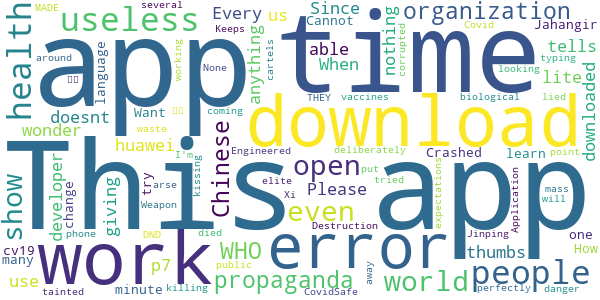 MADE several Since organization Jahangir
useless Every us Cannot
health app time nothing tells
Keeps able Covid
around language working anything When corrupted looking lite typing downloaded
None cartels
doesnt Want THEY vaccines biological lied
wonder coming download
huawei waste Engineered deliberately Crashed learn point
This app
show developer change giving try arse I'm kissing Chinese open put tried Please expectations Application mass
elite Xi will
phone Weapon died even Destruction Jinping one
cv19 DND WHO thumbs How
many work error people
use p7 public propaganda away world perfectly danger
tainted minute killing CovidSafe